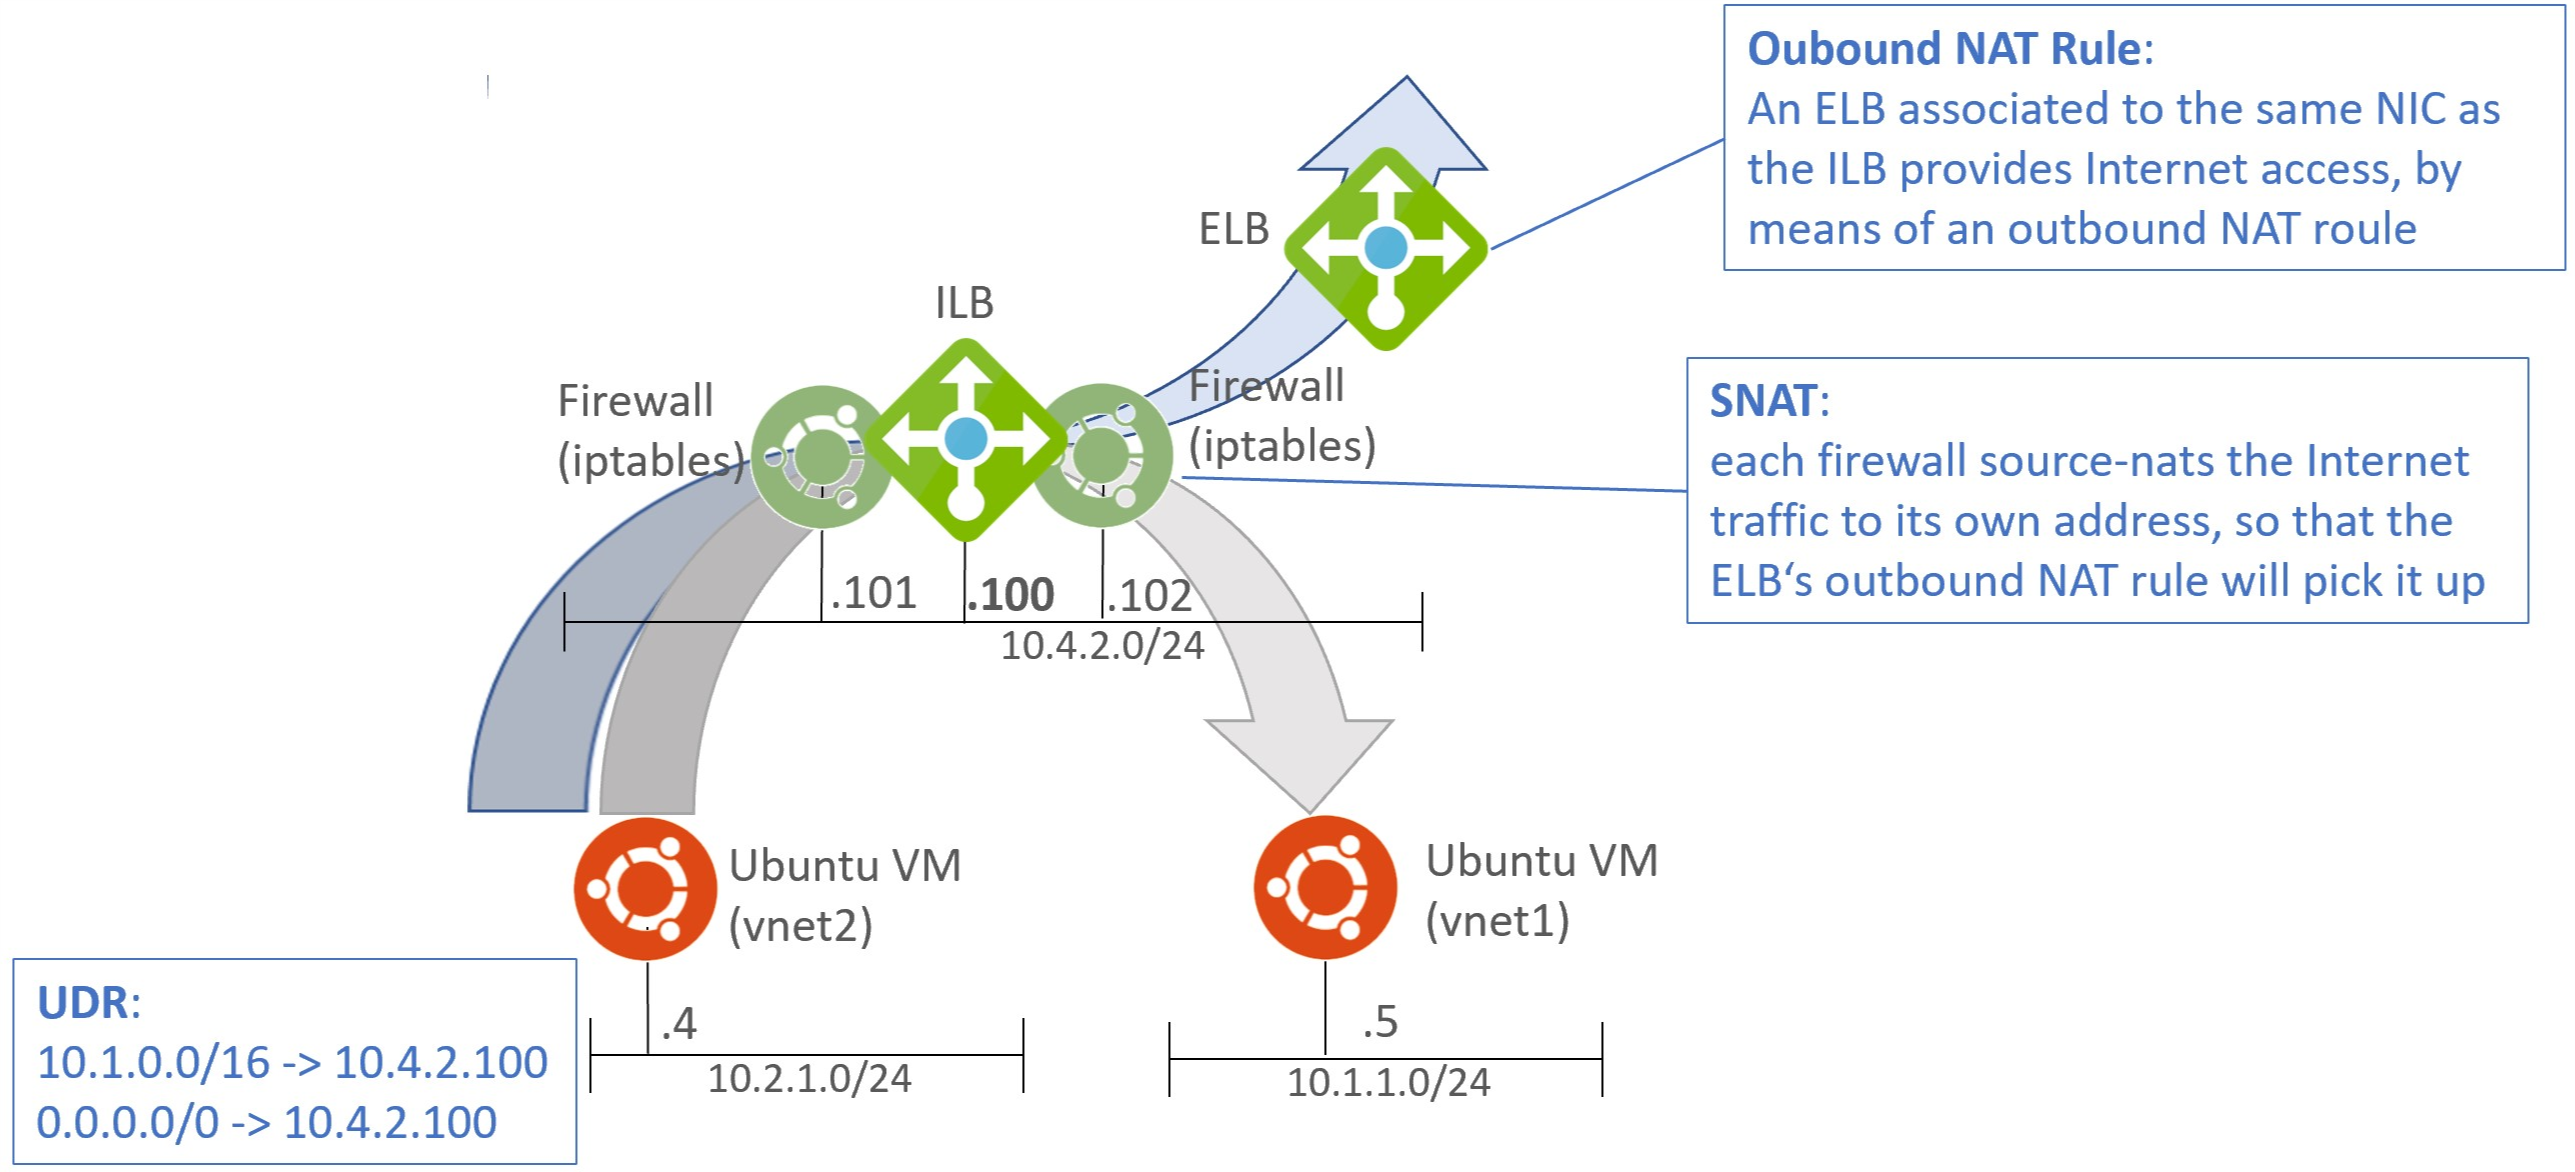 Oubound NAT Rule:
An ELB associated to the same NIC as
the ILB provides Internet access, by
means of an outbound NAT roule
ELB
ILB
Firewall
(iptables)
Firewall
(iptables)
SNAT:
each firewall source-nats the Internet
traffic to its own address, so that the
ELB‘s outbound NAT rule will pick it up
.101
.100
.102
10.4.2.0/24
Ubuntu VM
(vnet2)
Ubuntu VM
(vnet1)
UDR:
10.1.0.0/16 -> 10.4.2.100
0.0.0.0/0 -> 10.4.2.100
.4
10.2.1.0/24
.5
10.1.1.0/24